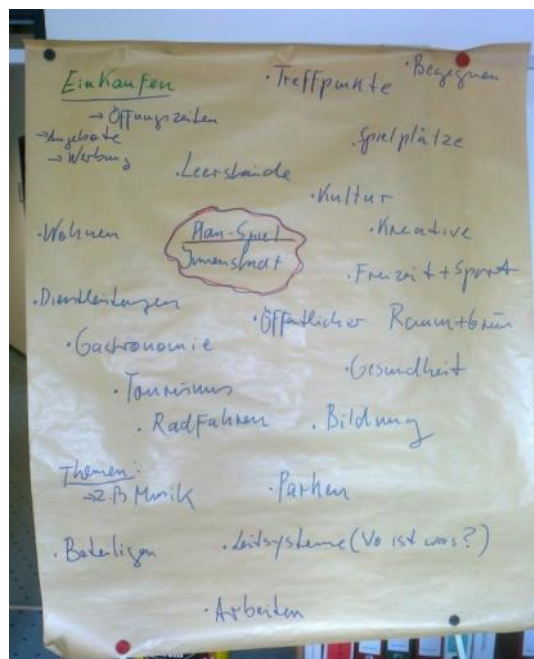 Einkaufen
→ Öffnungszeiten
→ Angebote
→ Werbung
· Treffpunkte
· Begegnen
· Spielplätze
· Leerstände
· Kultur
· Kreative
· Wohnen
Plan-Spiel
Innenstadt
· Freizeit + Sport
· Dienstleistungen
· Öffentlicher Raum + Grün
· Gastronomie
· Gesundheit
· Tourismus
· Radfahren
· Bildung
Themen:
→ z.B Musik
· Parken
· Beteiligen
· Leitsysteme (Wo ist was?)
· Arbeiten